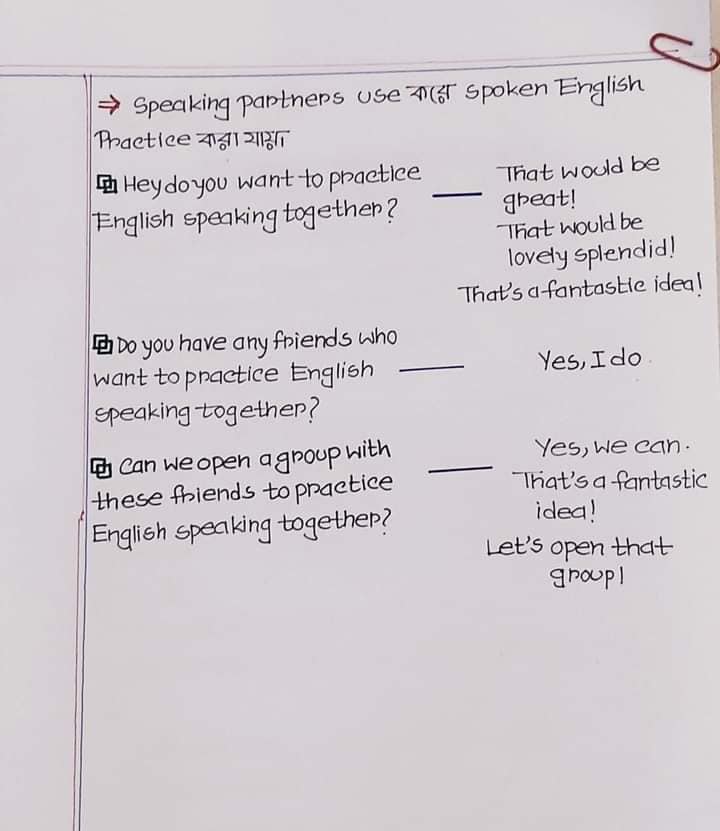 ⇒ Speaking partners use করে spoken English
Practice করা যায়
Hey do you want to practice
English speaking together?
— That would be
great!
That would be
lovely splendid!
That's a fantastic idea!
Do you have any friends who
want to practice English
speaking together?
— Yes, I do.
Can we open a group with
these friends to practice
English speaking together?
— Yes, we can.
That's a fantastic
idea!
Let's open that
group!